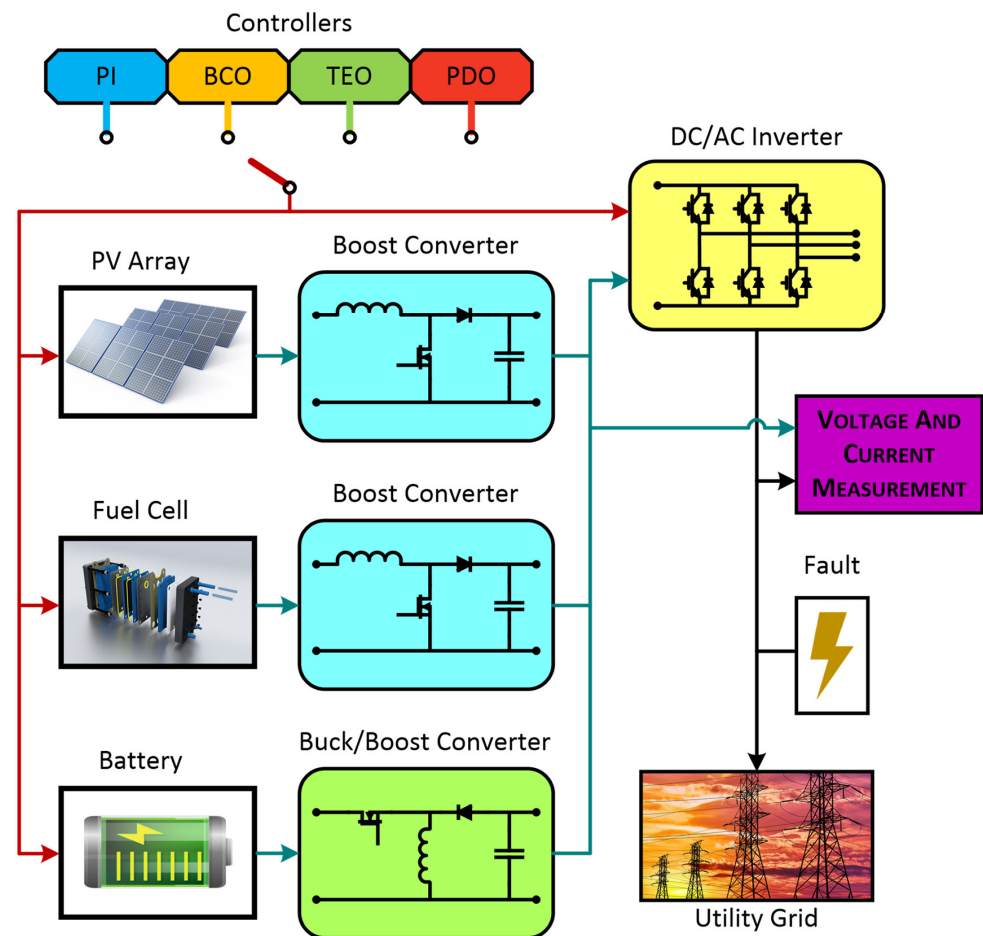 Controllers
PI
BCO
TEO
PDO
DC/AC Inverter
PV Array
Boost Converter
VOLTAGE AND
CURRENT
MEASUREMENT
Fuel Cell
Boost Converter
Fault
Battery
Buck/Boost Converter
Utility Grid